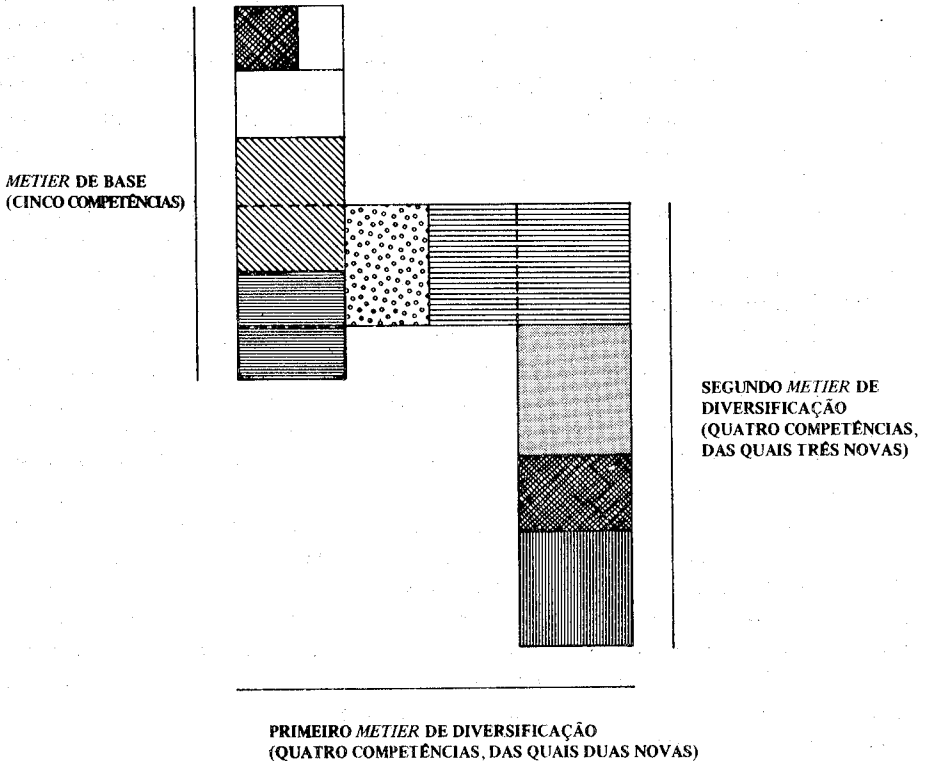 METIER DE BASE
(CINCO COMPETÊNCIAS)
SEGUNDO METIER DE
DIVERSIFICAÇÃO
(QUATRO COMPETÊNCIAS,
DAS QUAIS TRÊS NOVAS)
PRIMEIRO METIER DE DIVERSIFICAÇÃO
(QUATRO COMPETÊNCIAS, DAS QUAIS DUAS NOVAS)